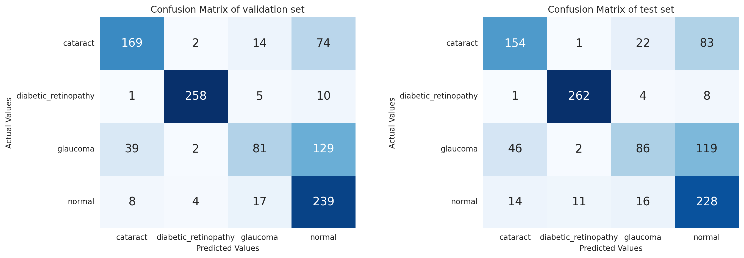 Confusion Matrix of validation set
Actual Values
cataract 169 2 14 74
diabetic_retinopathy 1 258 5 10
glaucoma 39 2 81 129
normal 8 4 17 239
cataract diabetic_retinopathy glaucoma normal
Predicted Values
Confusion Matrix of test set
Actual Values
cataract 154 1 22 83
diabetic_retinopathy 1 262 4 8
glaucoma 46 2 86 119
normal 14 11 16 228
cataract diabetic_retinopathy glaucoma normal
Predicted Values